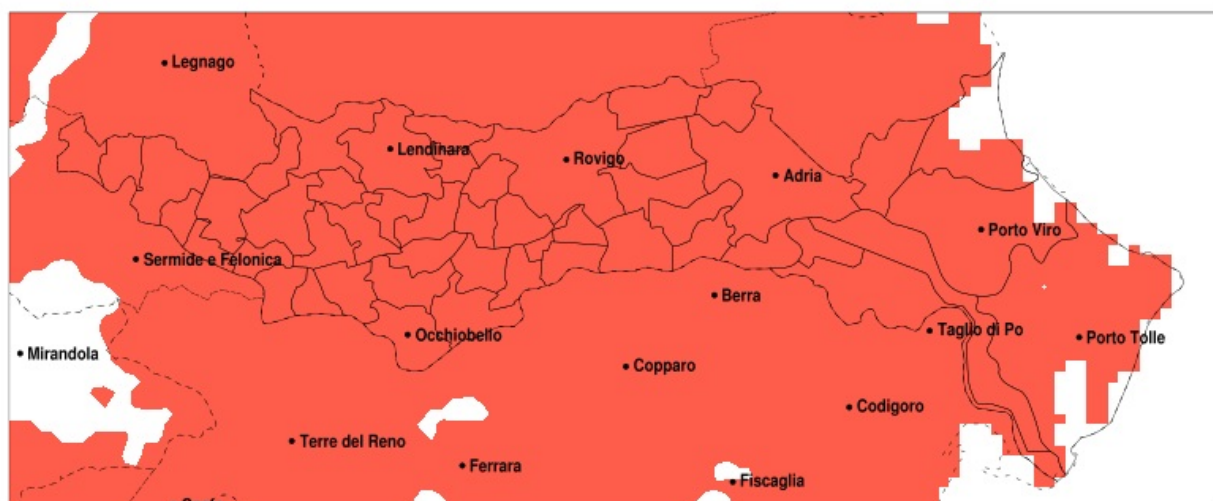 Legnago
Lendinara
Rovigo
Adria
Porto Viro
Sermide e Felonica
Berra
Taglio di Po
Porto Tolle
Occhiobello
Mirandola
Copparo
Codigoro
Terre del Reno
Ferrara
Fiscaglia